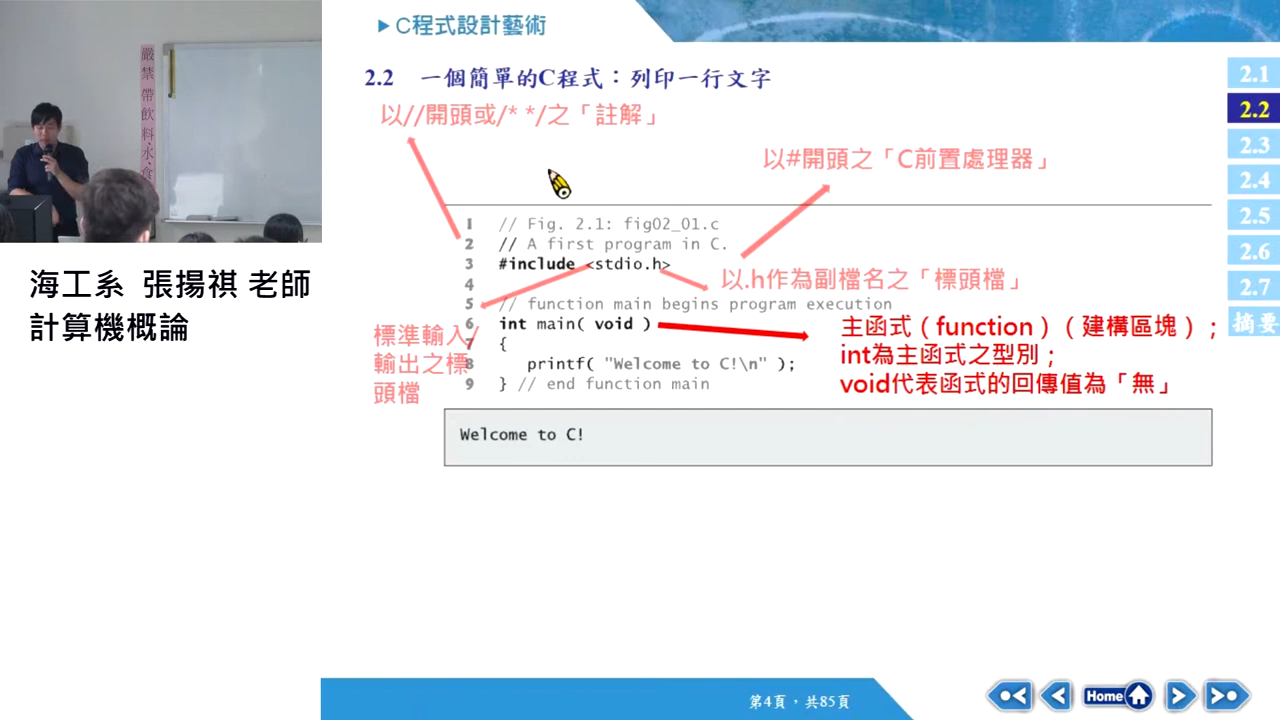 嚴禁帶飲料、水、食
海工系 張揚祺 老師
計算機概論
C程式設計藝術
2.2 一個簡單的C程式：列印一行文字
以//開頭或/* */之「註解」
以#開頭之「C前置處理器」
1 // Fig. 2.1: fig02_01.c
2 // A first program in C.
3 #include <stdio.h>
以.h作為副檔名之「標頭檔」
4
5 // function main begins program execution
6 int main( void )
7 {
8 printf( "Welcome to C!\n" );
9 } // end function main
標準輸入/
輸出之標
頭檔
主函式（function）（建構區塊）；
int為主函式之型別；
void代表函式的回傳值為「無」
Welcome to C!
2.1
2.2
2.3
2.4
2.5
2.6
2.7
摘要
第4頁，共85頁
Home